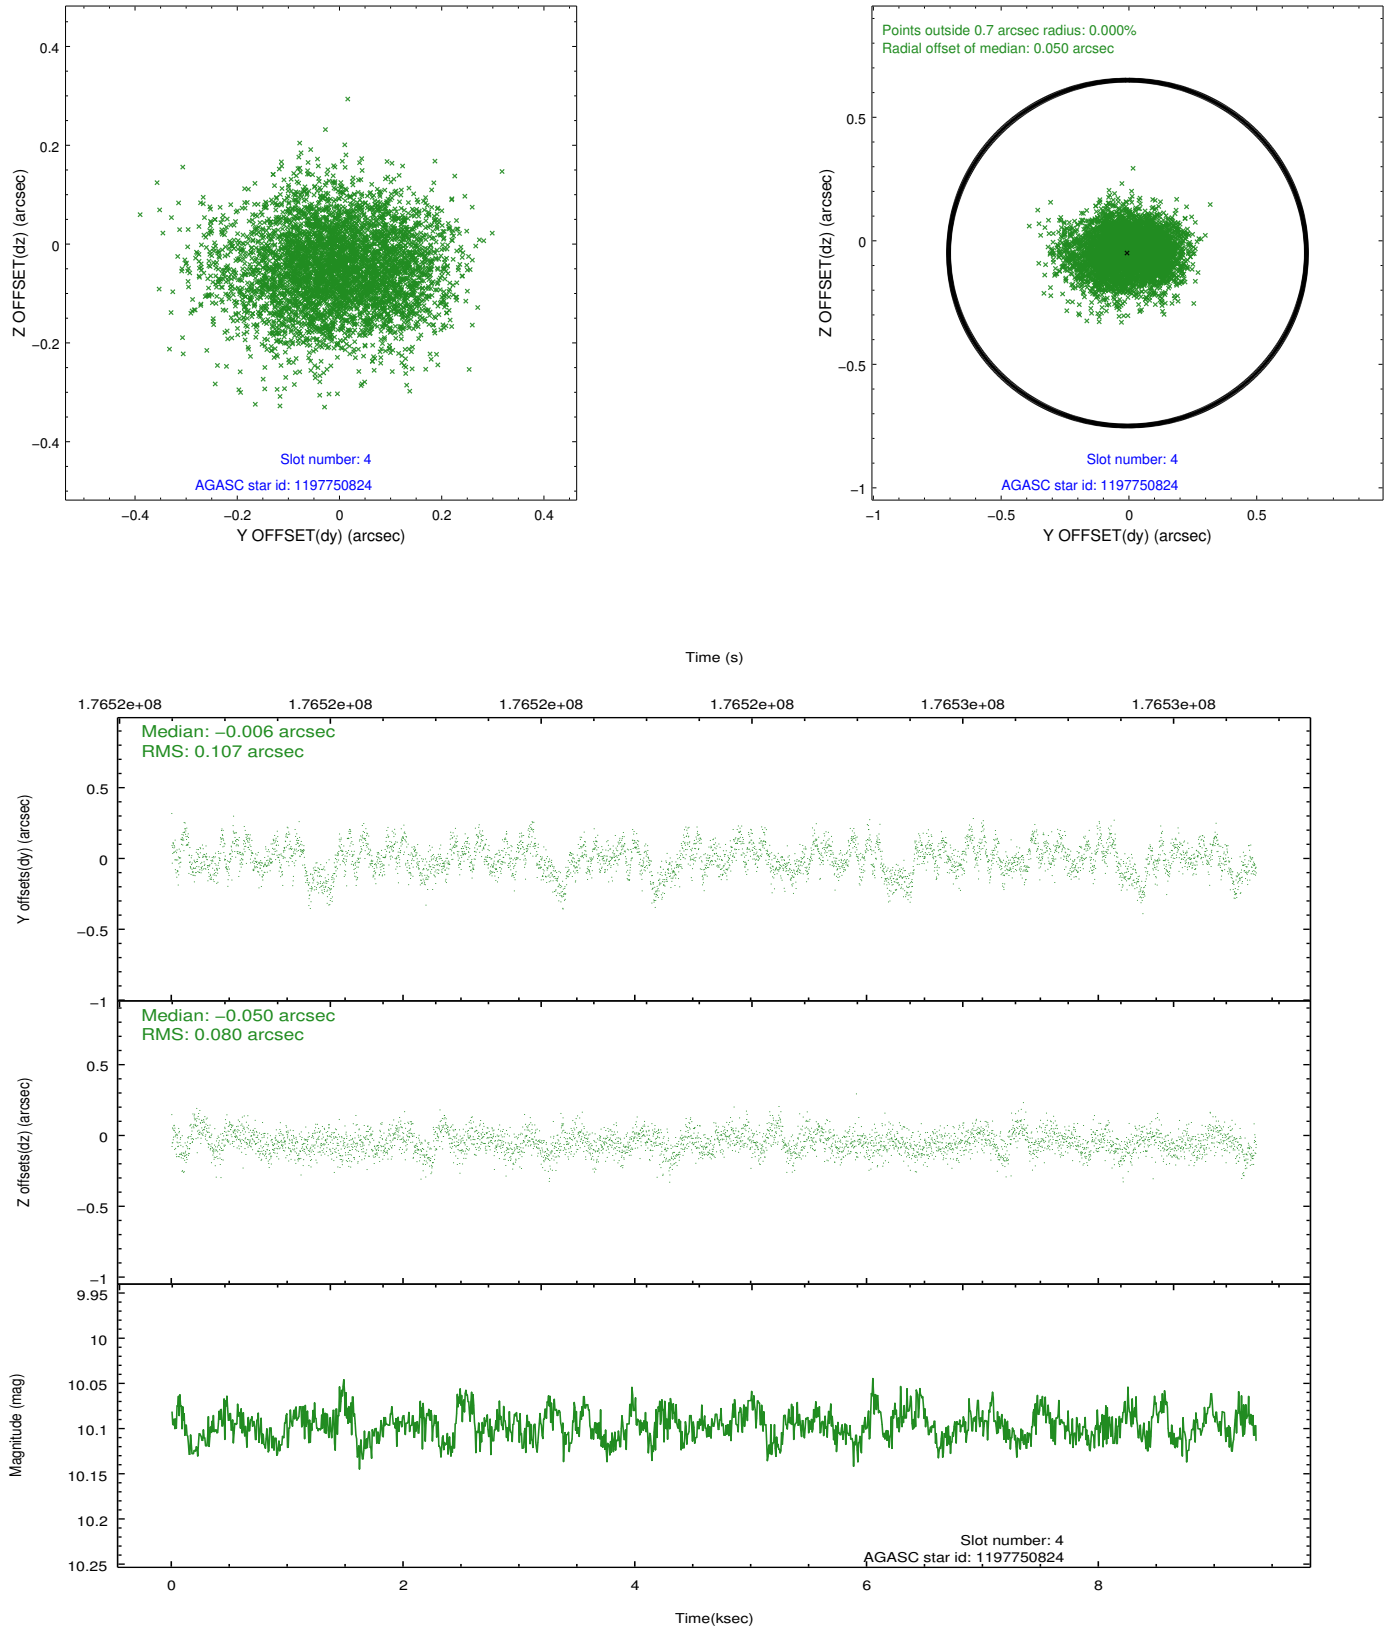 0.4
0.2
0
−0.2
−0.4
Z OFFSET(dz) (arcsec)
Slot number: 4
AGASC star id: 1197750824
−0.4
−0.2
0
0.2
0.4
Y OFFSET(dy) (arcsec)
Points outside 0.7 arcsec radius: 0.000%
Radial offset of median: 0.050 arcsec
0.5
0
−0.5
−1
Z OFFSET(dz) (arcsec)
Slot number: 4
AGASC star id: 1197750824
−1
−0.5
0
0.5
Y OFFSET(dy) (arcsec)
Time (s)
1.7652e+08
1.7652e+08
1.7652e+08
1.7652e+08
1.7653e+08
1.7653e+08
Median: −0.006 arcsec
RMS: 0.107 arcsec
0.5
0
−0.5
−1
Y offsets(dy) (arcsec)
Median: −0.050 arcsec
RMS: 0.080 arcsec
0.5
0
−0.5
−1
Z offsets(dz) (arcsec)
9.95
10
10.05
10.1
10.15
10.2
10.25
Magnitude (mag)
Slot number: 4
AGASC star id: 1197750824
0
2
4
6
8
Time(ksec)